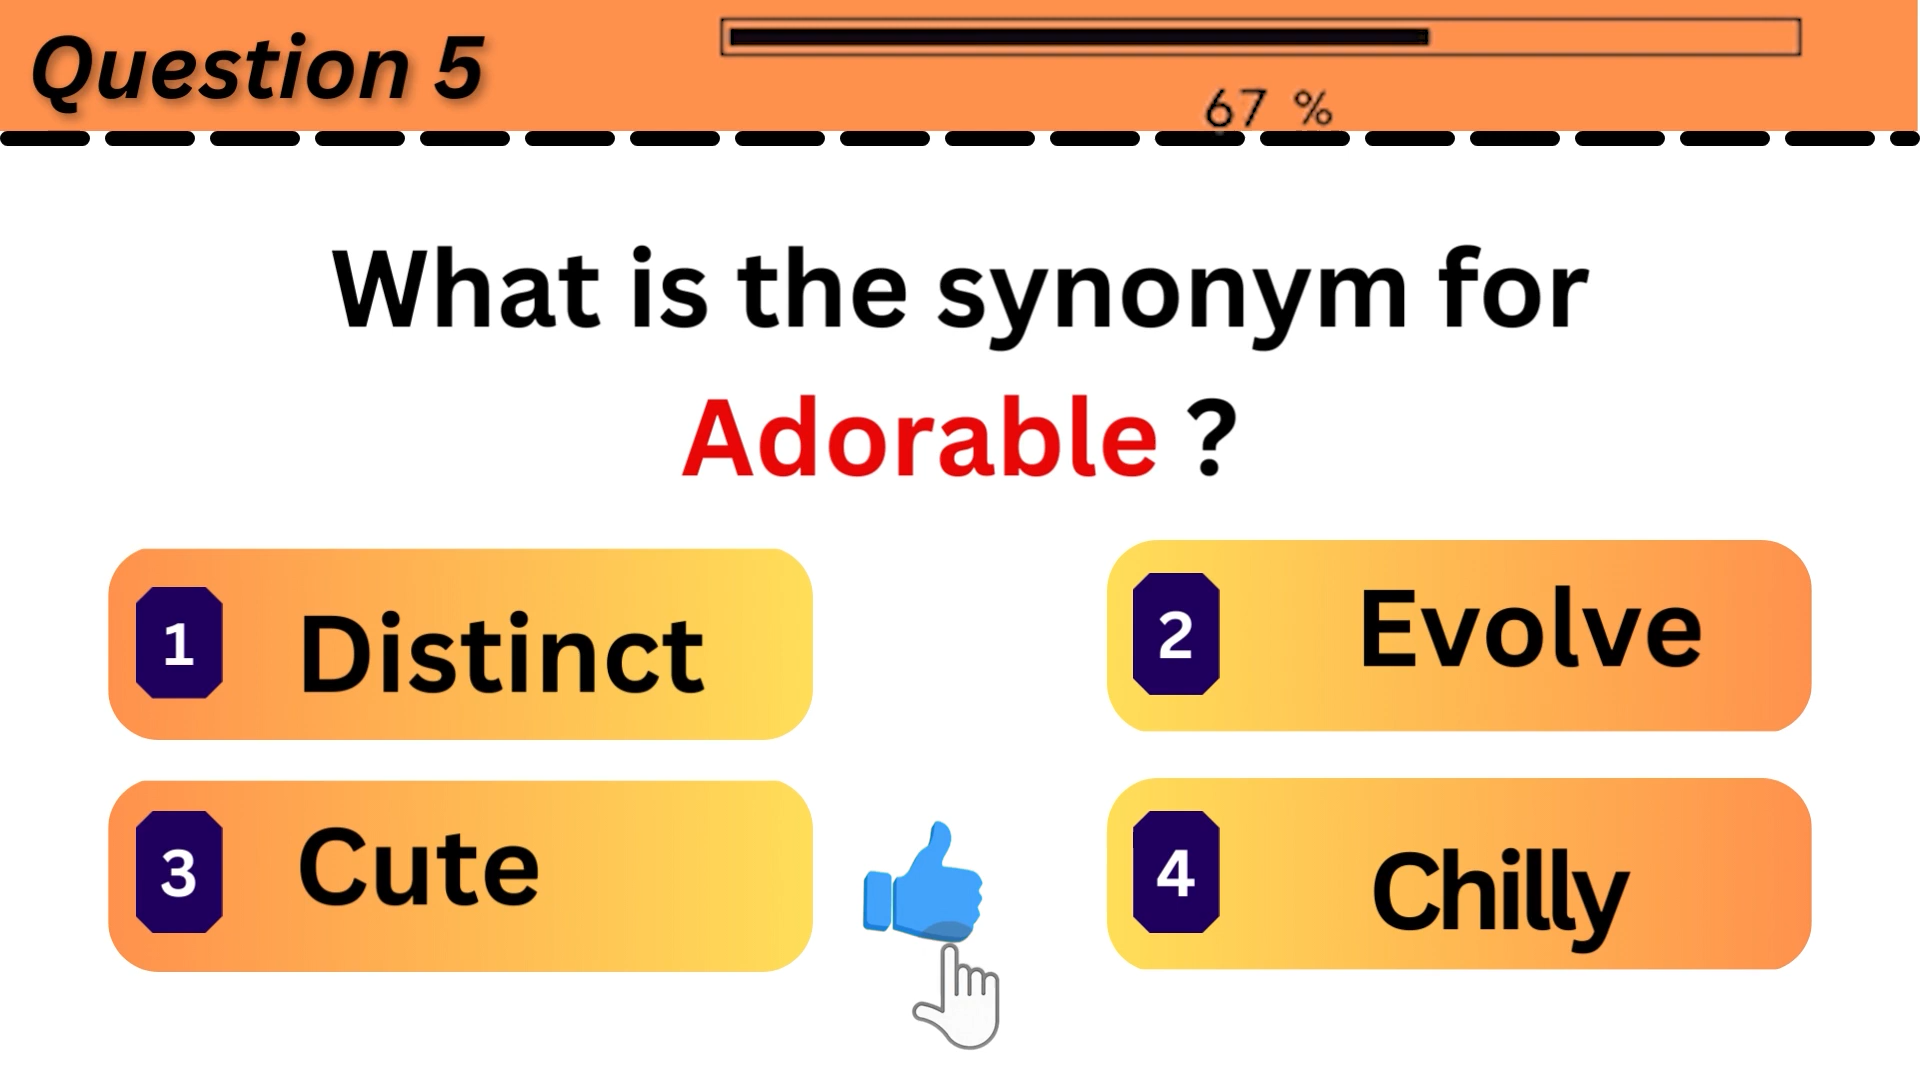 Question 5
67 %
What is the synonym for
Adorable ?
1 Distinct
2 Evolve
3 Cute
4 Chilly